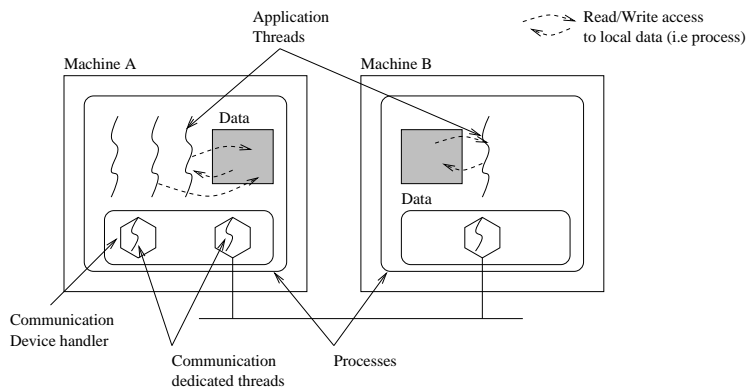 Application
Threads
Read/Write access
to local data (i.e process)
Machine A
Machine B
Data
Data
Communication
Device handler
Communication
dedicated threads
Processes